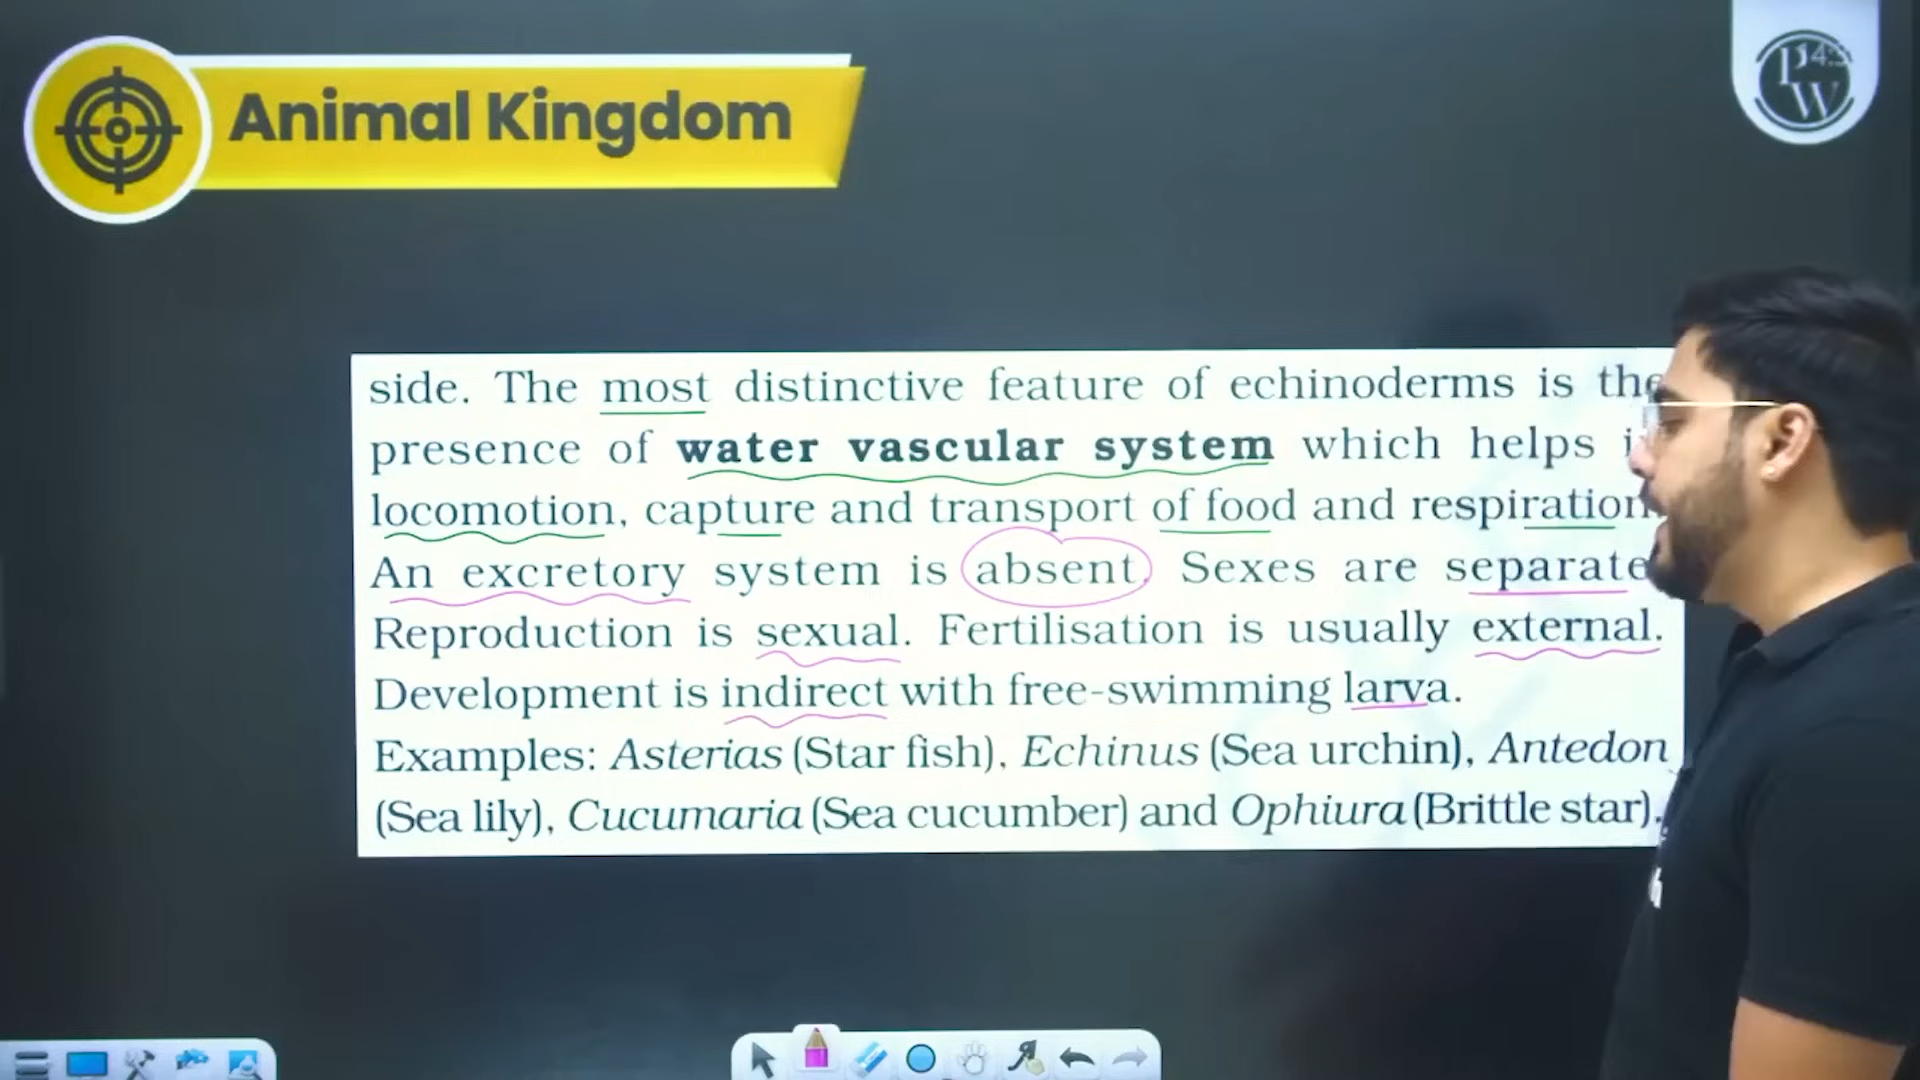 Animal Kingdom
PW
side. The most distinctive feature of echinoderms is the
presence of water vascular system which helps
locomotion, capture and transport of food and respiration.
An excretory system is absent. Sexes are separate
Reproduction is sexual. Fertilisation is usually external.
Development is indirect with free-swimming larva.
Examples: Asterias (Star fish), Echinus (Sea urchin), Antedon
(Sea lily), Cucumaria (Sea cucumber) and Ophiura (Brittle star).